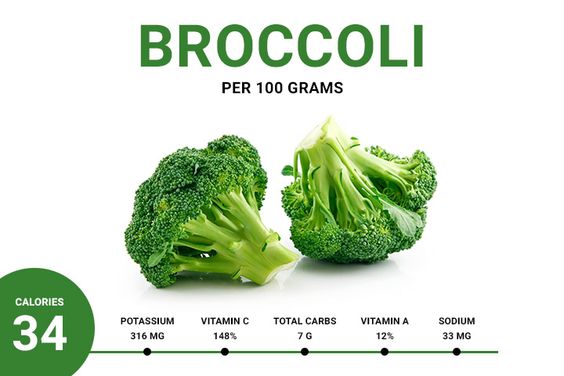 BROCCOLI
PER 100 GRAMS
CALORIES
34
POTASSIUM
316 MG
VITAMIN C
148%
TOTAL CARBS
7 G
VITAMIN A
12%
SODIUM
33 MG